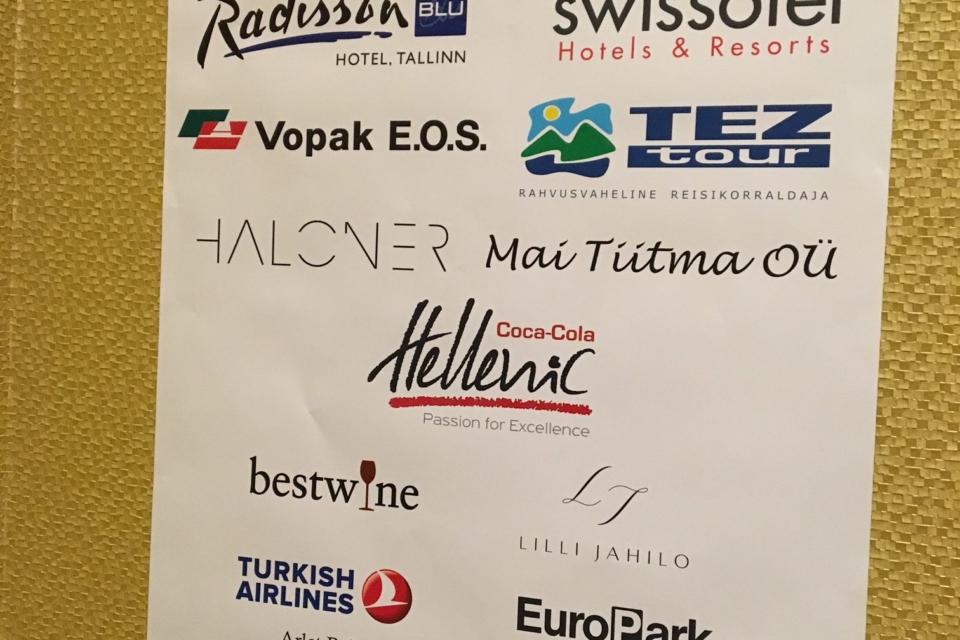 Radisson BLU
HOTEL, TALLINN
swissotel
Hotels & Resorts
Vopak E.O.S.
TEZ
tour
RAHVUSVAHELINE REISIKORRALDAJA
HALONER
Mai Tiitma OÜ
Coca-Cola
Hellenic
Passion for Excellence
bestwine
LJ
LILLI JAHILO
TURKISH
AIRLINES
EuroPark